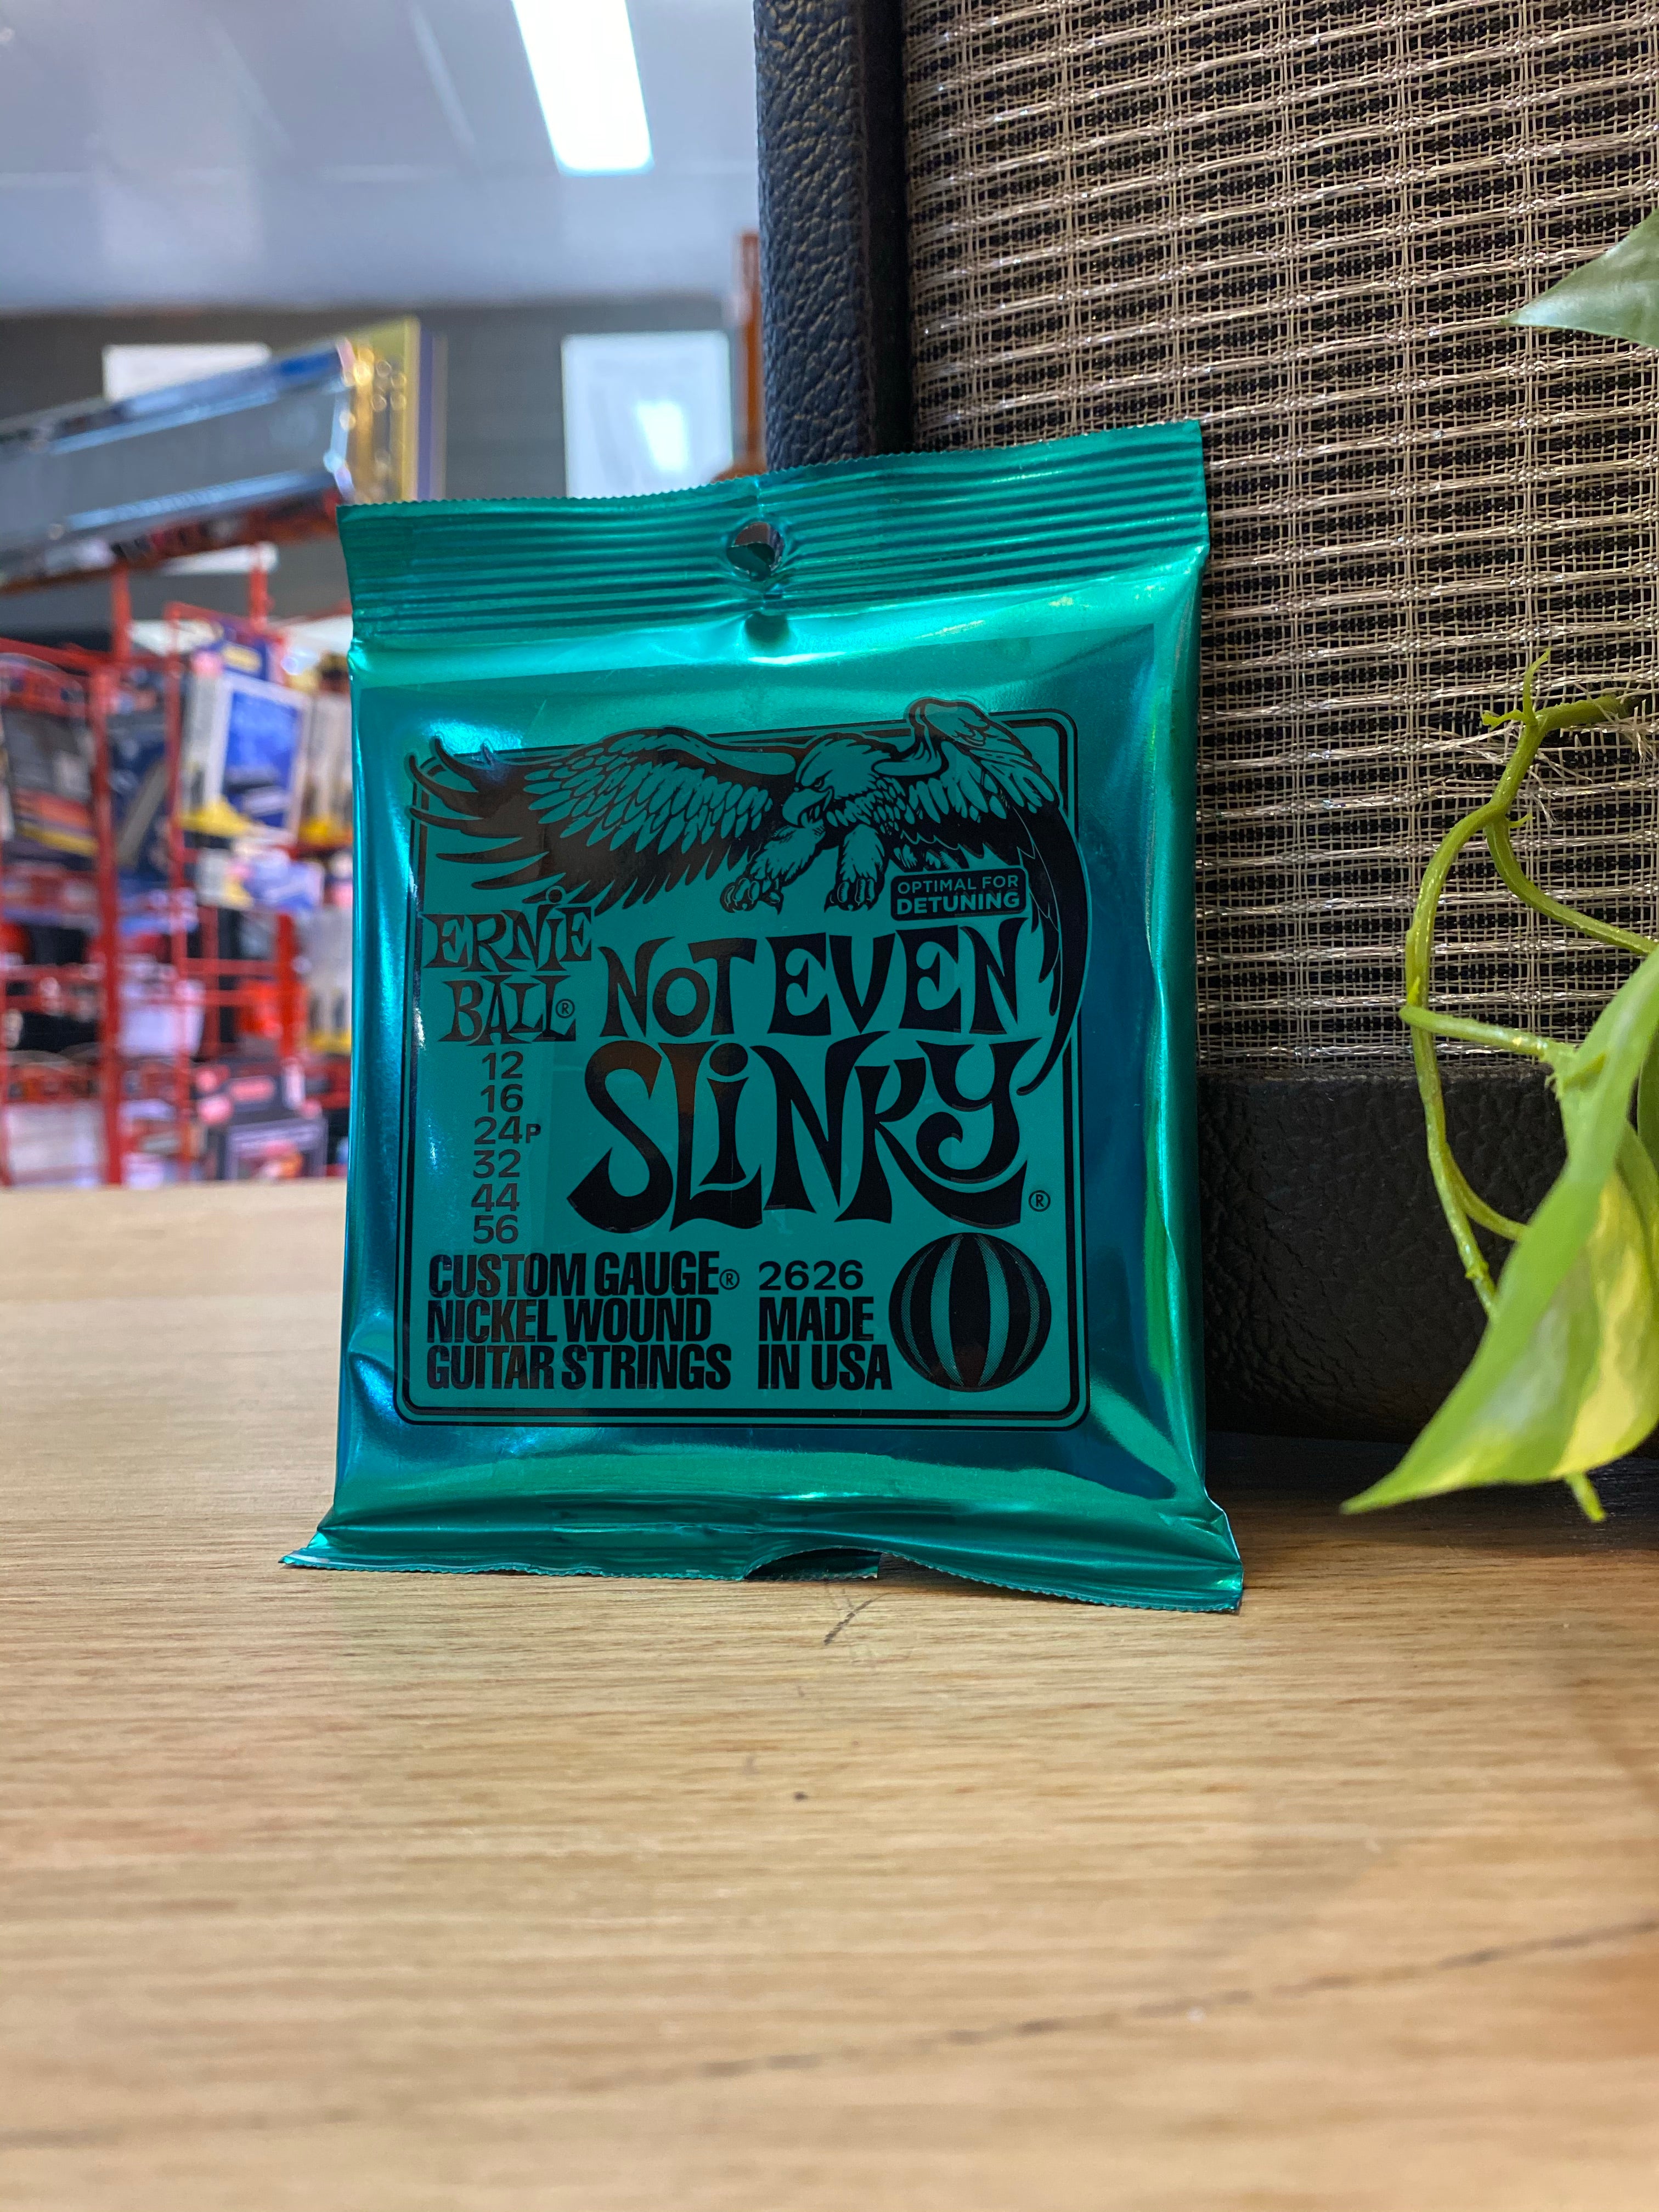 OPTIMAL FOR
DETUNING
ERNIE
BALL®
NOT EVEN
SLINKY®
12
16
24P
32
44
56
CUSTOM GAUGE®
NICKEL WOUND
GUITAR STRINGS
2626
MADE
IN USA